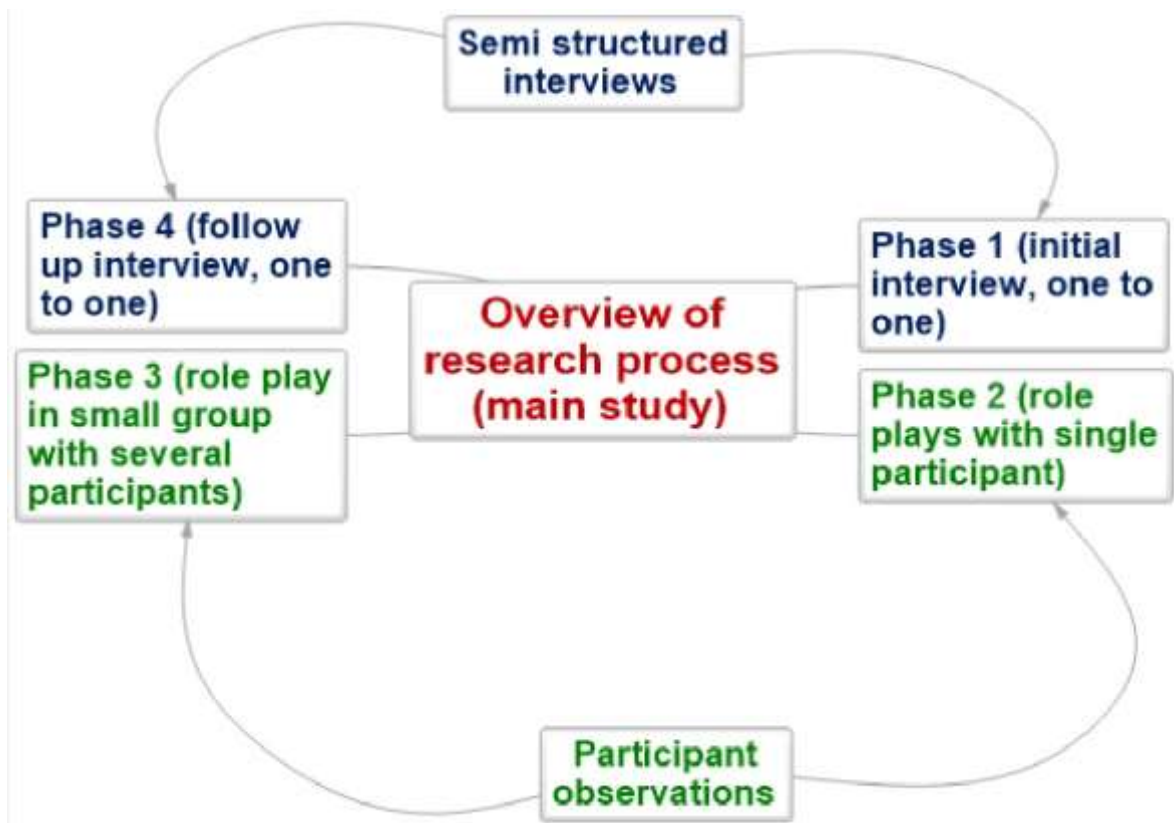 Semi structured
interviews
Phase 4 (follow
up interview, one
to one)
Phase 1 (initial
interview, one to
one)
Overview of
research process
(main study)
Phase 3 (role play
in small group
with several
participants)
Phase 2 (role
plays with single
participant)
Participant
observations